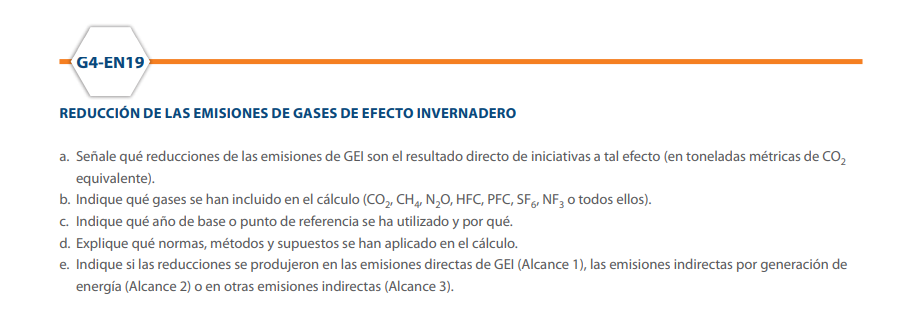 G4-EN19
REDUCCIÓN DE LAS EMISIONES DE GASES DE EFECTO INVERNADERO
a. Señale qué reducciones de las emisiones de GEI son el resultado directo de iniciativas a tal efecto (en toneladas métricas de CO₂
equivalente).
b. Indique qué gases se han incluido en el cálculo (CO₂, CH₄, N₂O, HFC, PFC, SF₆, NF₃ o todos ellos).
c. Indique qué año de base o punto de referencia se ha utilizado y por qué.
d. Explique qué normas, métodos y supuestos se han aplicado en el cálculo.
e. Indique si las reducciones se produjeron en las emisiones directas de GEI (Alcance 1), las emisiones indirectas por generación de
energía (Alcance 2) o en otras emisiones indirectas (Alcance 3).